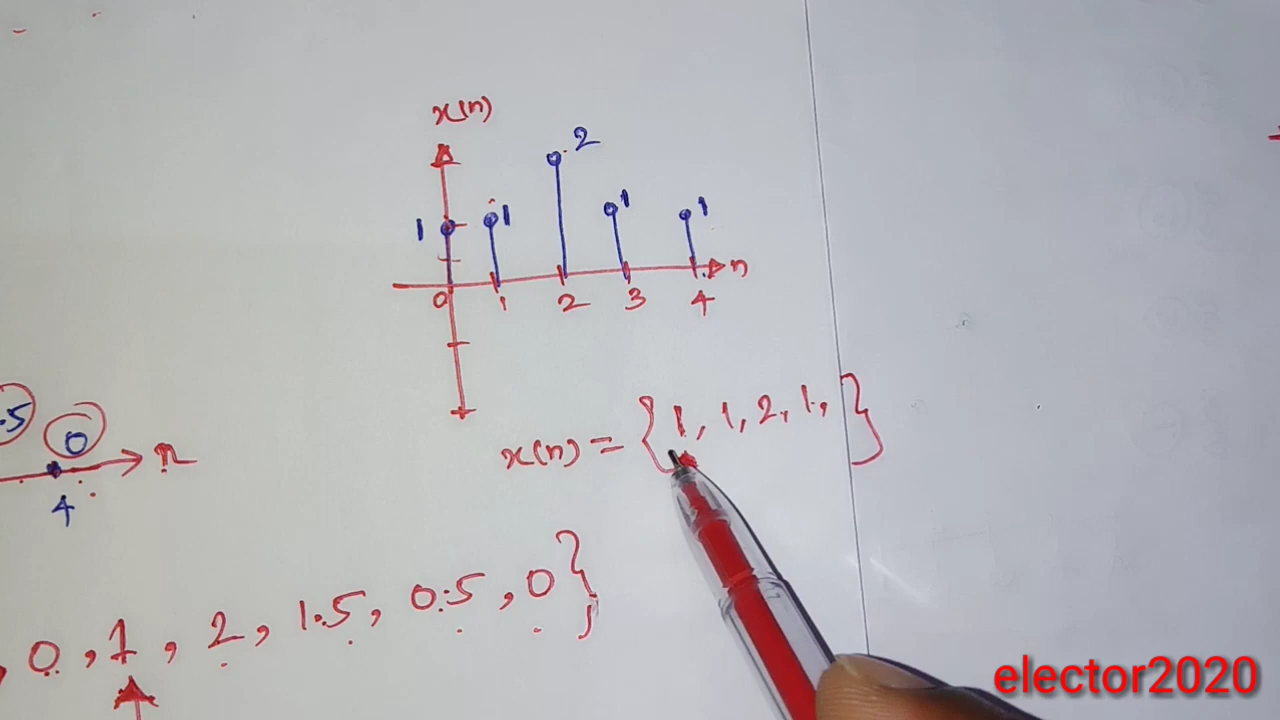 x(n)
2
1 1 1 1
n
0 1 2 3 4
x(n) = {1, 1, 2, 1, }
.5 0
n
4
, 0, 1, 2, 1.5, 0.5, 0}
elector2020